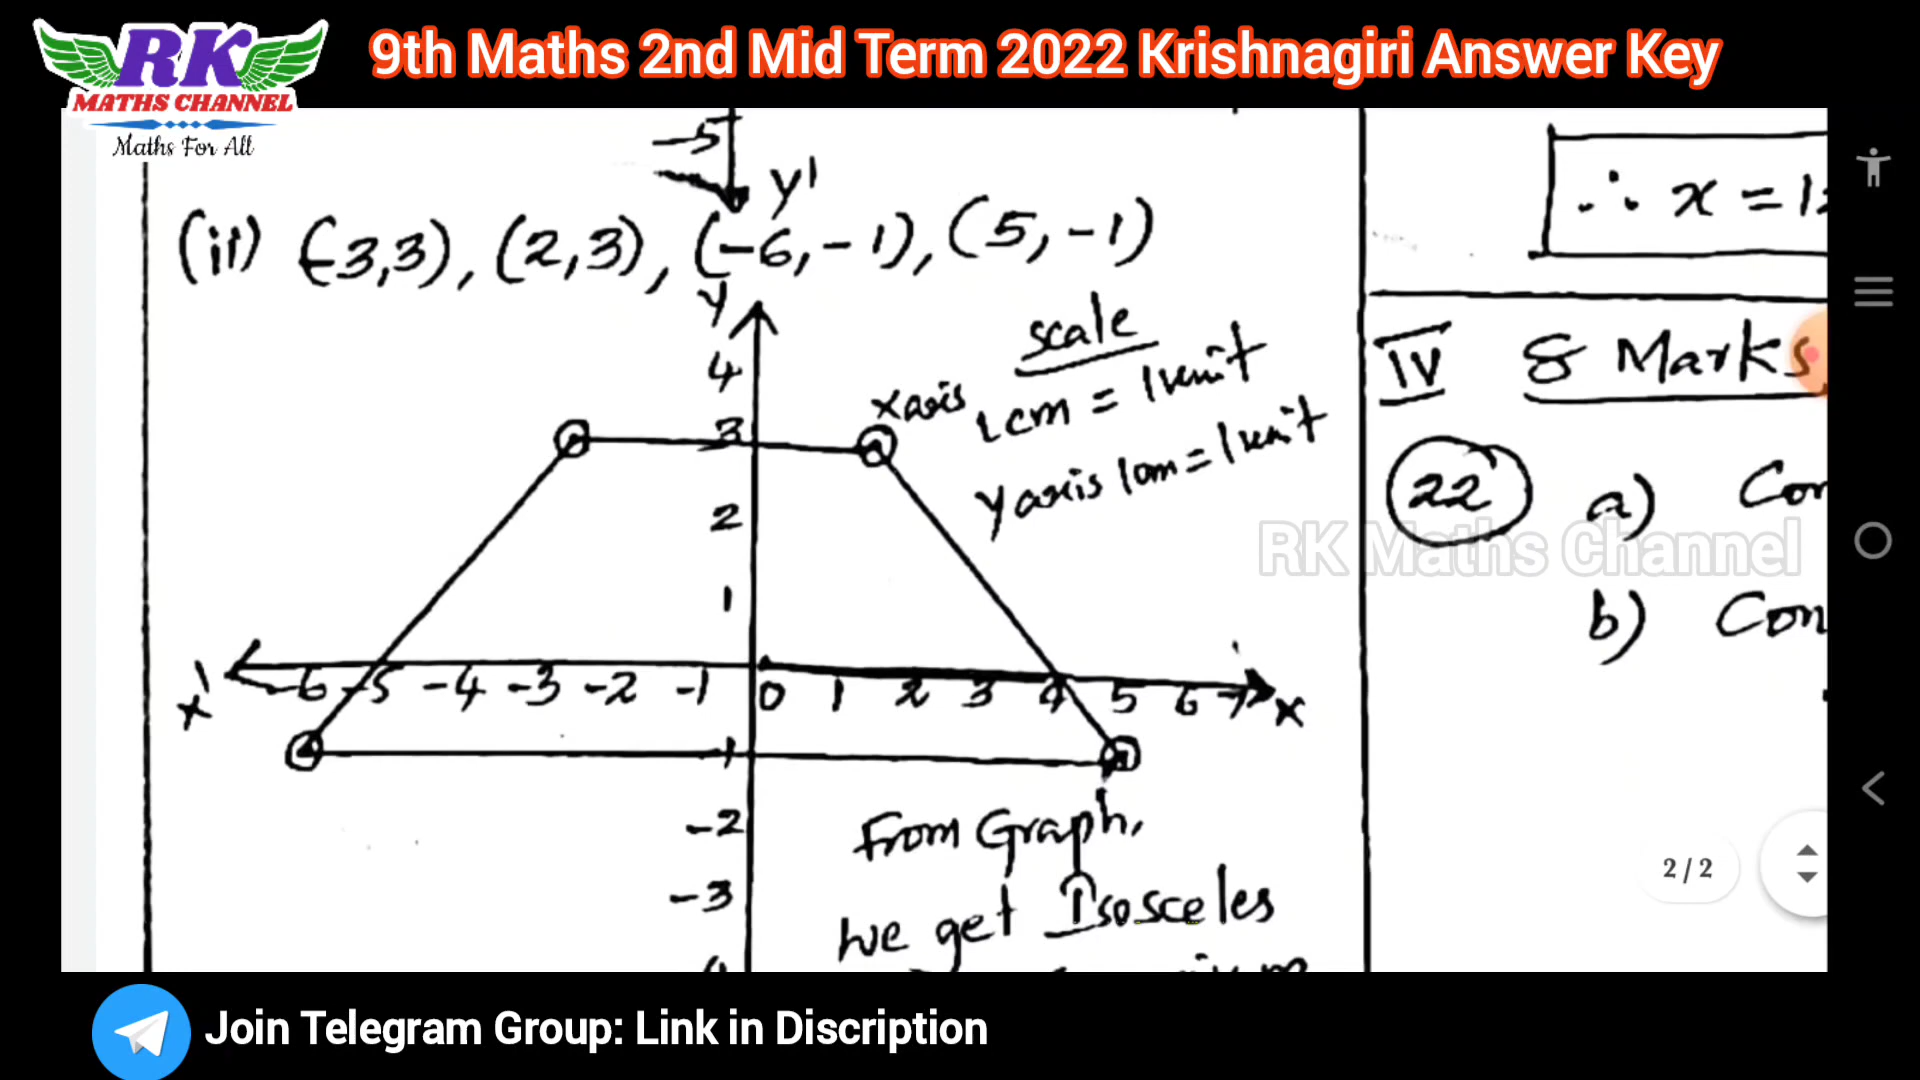 RK
MATHS CHANNEL
Maths For All
9th Maths 2nd Mid Term 2022 Krishnagiri Answer Key
-5
y'
(ii) (-3,3), (2,3), (-6,-1), (5,-1)
y
scale
xaxis 1cm = 1unit
yaxis 1cm = 1unit
4
3
2
1
x' -6 -5 -4 -3 -2 -1 0 1 2 3 4 5 6 7 x
-1
-2
-3
From Graph,
We get Isosceles
∴ x =
IV 8 Marks
22 a) Con
b) Con
RK Maths Channel
2 / 2
Join Telegram Group: Link in Discription